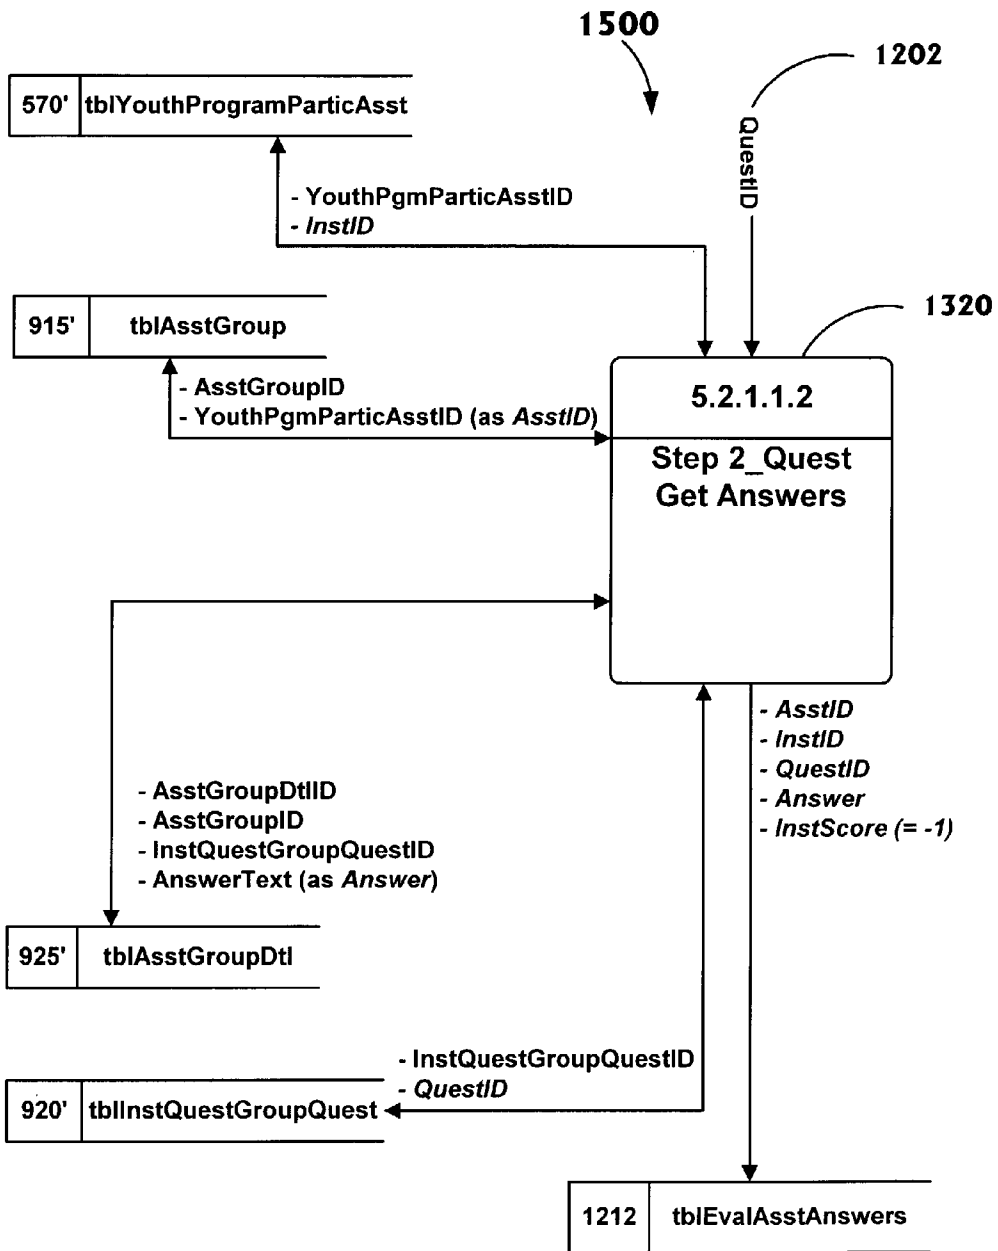 1500
1202
570' tblYouthProgramParticAsst
QuestID
- YouthPgmParticAsstID
- InstID
1320
915' tblAsstGroup
- AsstGroupID
- YouthPgmParticAsstID (as AsstID)
5.2.1.1.2
Step 2_Quest
Get Answers
- AsstID
- InstID
- QuestID
- Answer
- InstScore (= -1)
- AsstGroupDtlID
- AsstGroupID
- InstQuestGroupQuestID
- AnswerText (as Answer)
925' tblAsstGroupDtl
- InstQuestGroupQuestID
- QuestID
920' tblInstQuestGroupQuest
1212 tblEvalAsstAnswers